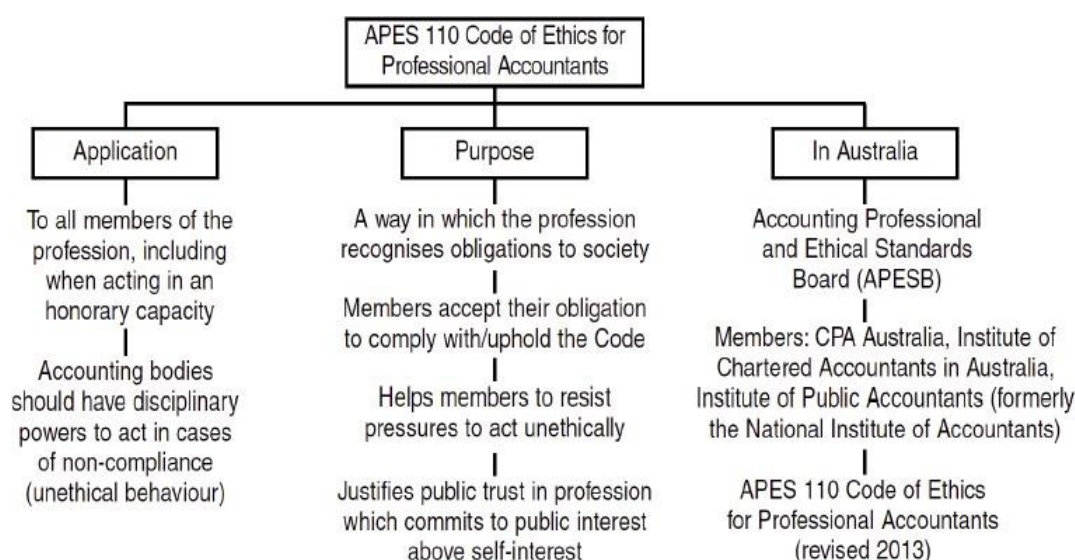 APES 110 Code of Ethics for
Professional Accountants
Application
To all members of the
profession, including
when acting in an
honorary capacity
Accounting bodies
should have disciplinary
powers to act in cases
of non-compliance
(unethical behaviour)
Purpose
A way in which the profession
recognises obligations to society
Members accept their obligation
to comply with/uphold the Code
Helps members to resist
pressures to act unethically
Justifies public trust in profession
which commits to public interest
above self-interest
In Australia
Accounting Professional
and Ethical Standards
Board (APESB)
Members: CPA Australia, Institute of
Chartered Accountants in Australia,
Institute of Public Accountants (formerly
the National Institute of Accountants)
APES 110 Code of Ethics
for Professional Accountants
(revised 2013)